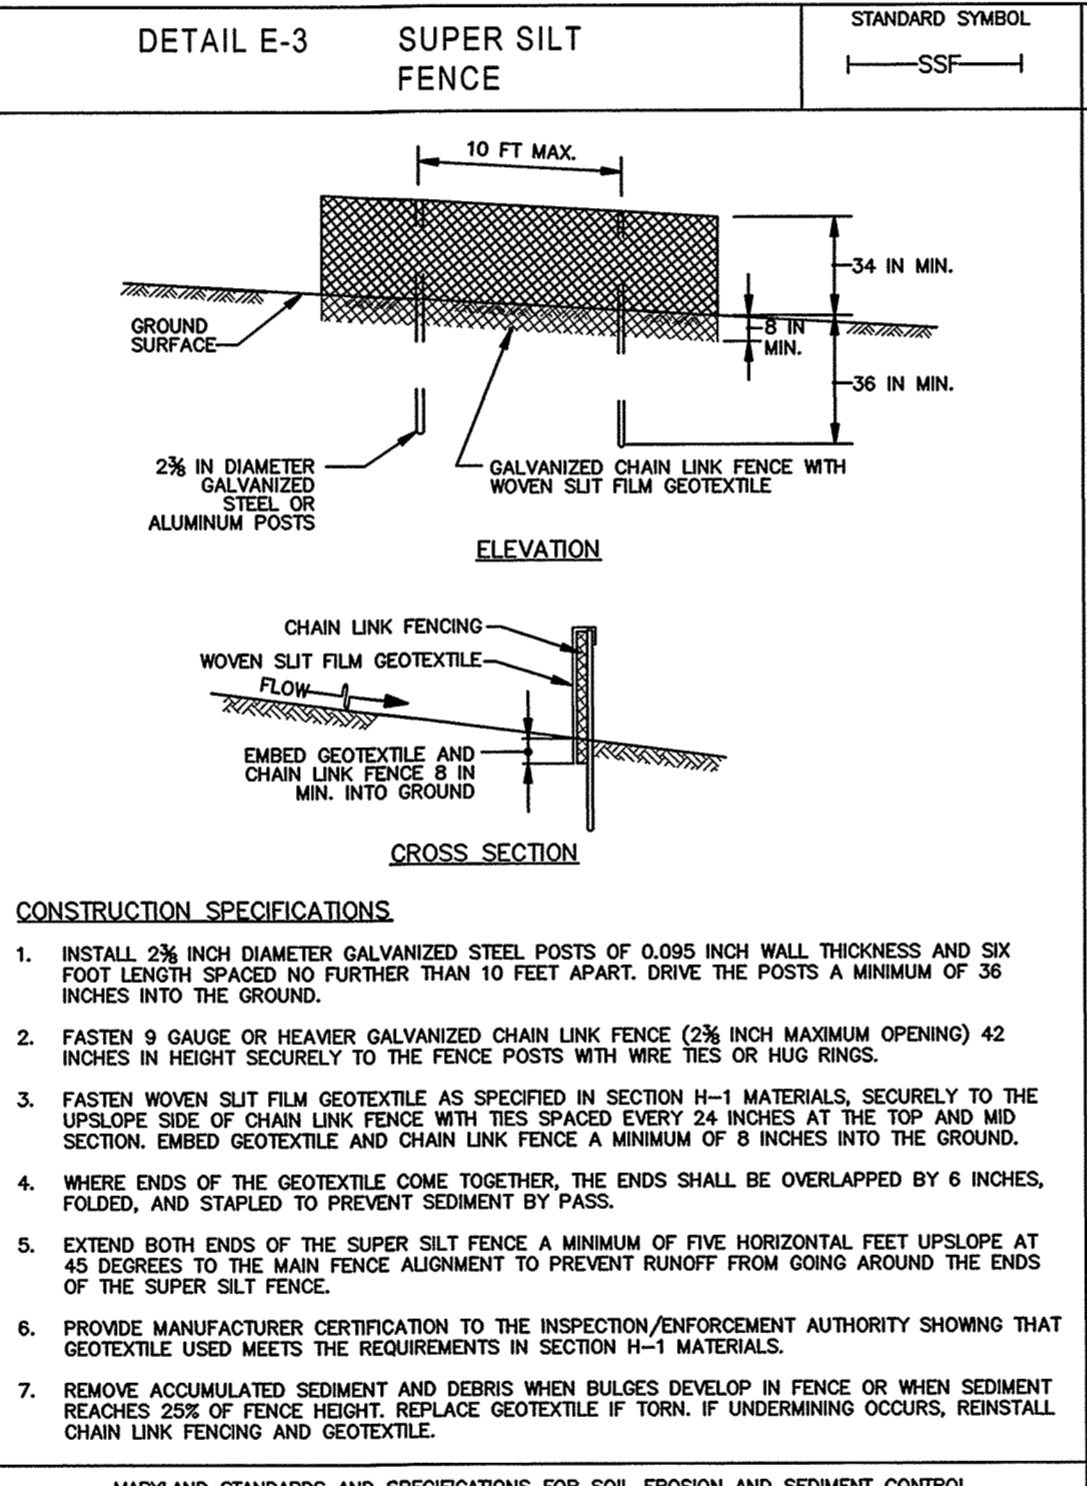 DETAIL E-3 SUPER SILT
FENCE
STANDARD SYMBOL
SSF
10 FT MAX.
34 IN MIN.
GROUND
SURFACE
8 IN
MIN.
36 IN MIN.
2⅜ IN DIAMETER
GALVANIZED
STEEL OR
ALUMINUM POSTS
GALVANIZED CHAIN LINK FENCE WITH
WOVEN SLIT FILM GEOTEXTILE
ELEVATION
CHAIN LINK FENCING
WOVEN SLIT FILM GEOTEXTILE
FLOW
EMBED GEOTEXTILE AND
CHAIN LINK FENCE 8 IN
MIN. INTO GROUND
CROSS SECTION
CONSTRUCTION SPECIFICATIONS
1. INSTALL 2⅜ INCH DIAMETER GALVANIZED STEEL POSTS OF 0.095 INCH WALL THICKNESS AND SIX
FOOT LENGTH SPACED NO FURTHER THAN 10 FEET APART. DRIVE THE POSTS A MINIMUM OF 36
INCHES INTO THE GROUND.
2. FASTEN 9 GAUGE OR HEAVIER GALVANIZED CHAIN LINK FENCE (2⅜ INCH MAXIMUM OPENING) 42
INCHES IN HEIGHT SECURELY TO THE FENCE POSTS WITH WIRE TIES OR HUG RINGS.
3. FASTEN WOVEN SLIT FILM GEOTEXTILE AS SPECIFIED IN SECTION H-1 MATERIALS, SECURELY TO THE
UPSLOPE SIDE OF CHAIN LINK FENCE WITH TIES SPACED EVERY 24 INCHES AT THE TOP AND MID
SECTION. EMBED GEOTEXTILE AND CHAIN LINK FENCE A MINIMUM OF 8 INCHES INTO THE GROUND.
4. WHERE ENDS OF THE GEOTEXTILE COME TOGETHER, THE ENDS SHALL BE OVERLAPPED BY 6 INCHES,
FOLDED, AND STAPLED TO PREVENT SEDIMENT BY PASS.
5. EXTEND BOTH ENDS OF THE SUPER SILT FENCE A MINIMUM OF FIVE HORIZONTAL FEET UPSLOPE AT
45 DEGREES TO THE MAIN FENCE ALIGNMENT TO PREVENT RUNOFF FROM GOING AROUND THE ENDS
OF THE SUPER SILT FENCE.
6. PROVIDE MANUFACTURER CERTIFICATION TO THE INSPECTION/ENFORCEMENT AUTHORITY SHOWING THAT
GEOTEXTILE USED MEETS THE REQUIREMENTS IN SECTION H-1 MATERIALS.
7. REMOVE ACCUMULATED SEDIMENT AND DEBRIS WHEN BULGES DEVELOP IN FENCE OR WHEN SEDIMENT
REACHES 25% OF FENCE HEIGHT. REPLACE GEOTEXTILE IF TORN. IF UNDERMINING OCCURS, REINSTALL
CHAIN LINK FENCING AND GEOTEXTILE.
MARYLAND STANDARDS AND SPECIFICATIONS FOR SOIL EROSION AND SEDIMENT CONTROL